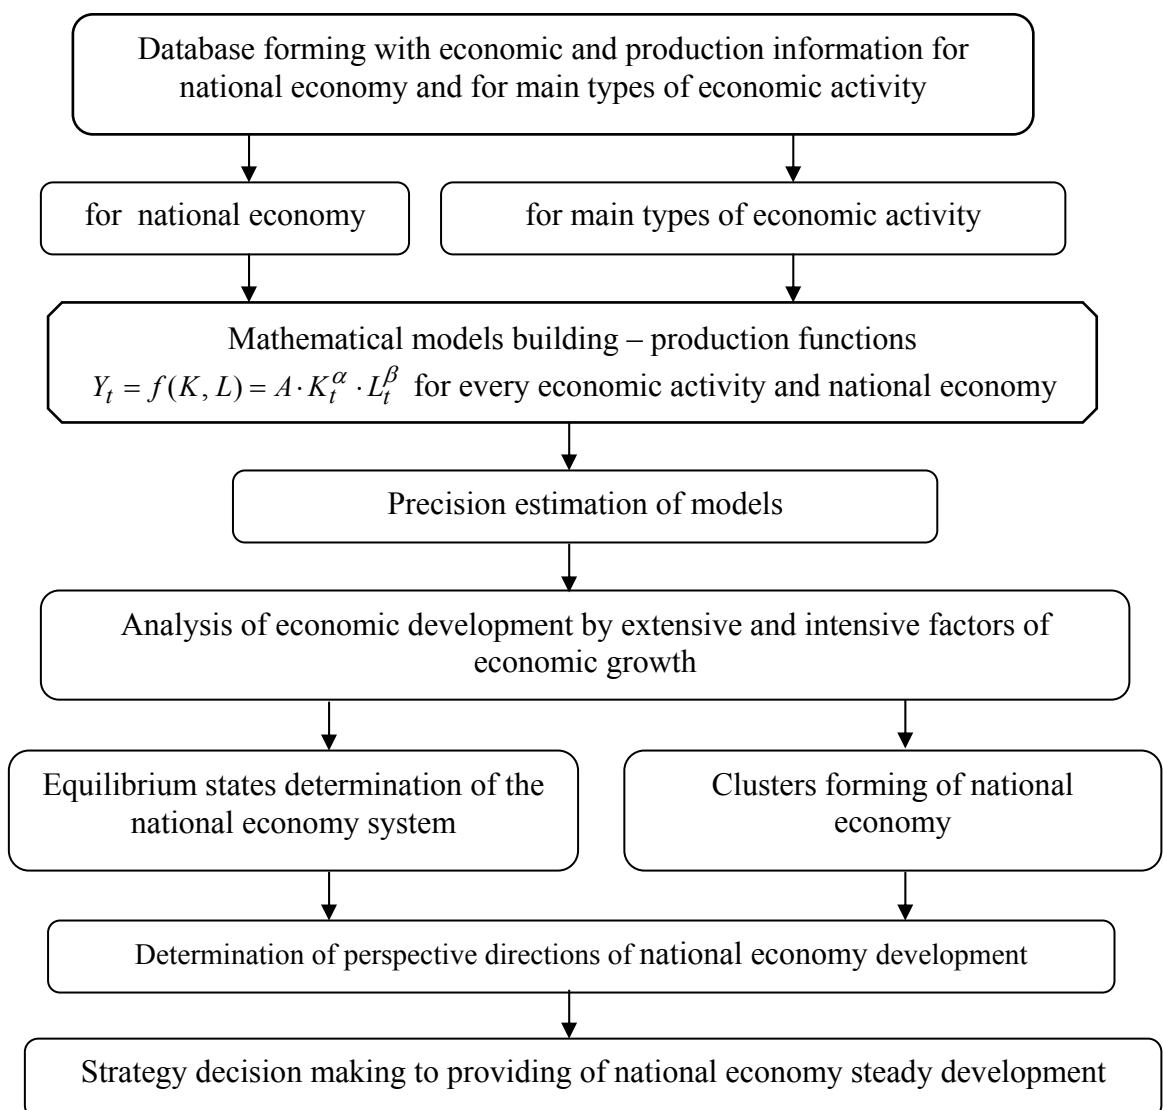 Database forming with economic and production information for
national economy and for main types of economic activity
for national economy
for main types of economic activity
Mathematical models building – production functions
Y_t = f(K, L) = A · K_t^α · L_t^β for every economic activity and national economy
Precision estimation of models
Analysis of economic development by extensive and intensive factors of
economic growth
Equilibrium states determination of the
national economy system
Clusters forming of national
economy
Determination of perspective directions of national economy development
Strategy decision making to providing of national economy steady development